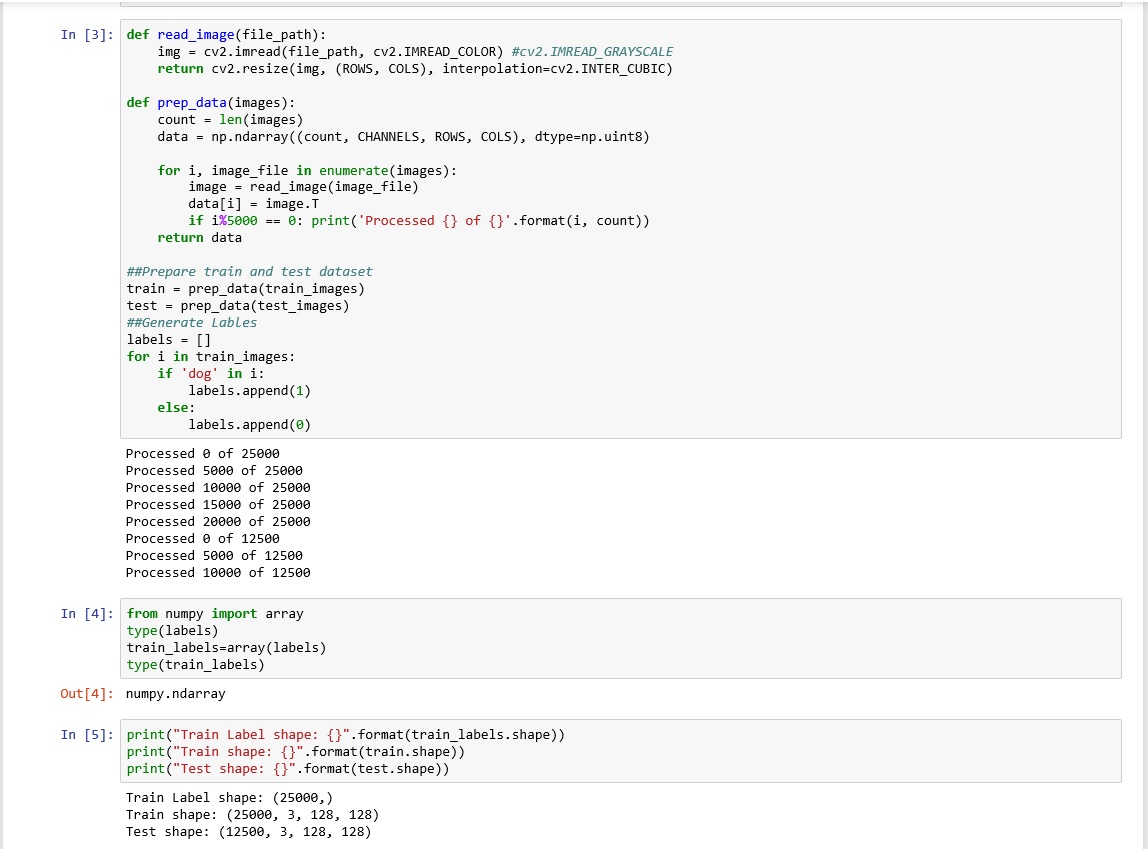 In [3]: def read_image(file_path):
    img = cv2.imread(file_path, cv2.IMREAD_COLOR) #cv2.IMREAD_GRAYSCALE
    return cv2.resize(img, (ROWS, COLS), interpolation=cv2.INTER_CUBIC)

def prep_data(images):
    count = len(images)
    data = np.ndarray((count, CHANNELS, ROWS, COLS), dtype=np.uint8)

    for i, image_file in enumerate(images):
        image = read_image(image_file)
        data[i] = image.T
        if i%5000 == 0: print('Processed {} of {}'.format(i, count))
    return data

##Prepare train and test dataset
train = prep_data(train_images)
test = prep_data(test_images)
##Generate Lables
labels = []
for i in train_images:
    if 'dog' in i:
        labels.append(1)
    else:
        labels.append(0)
Processed 0 of 25000
Processed 5000 of 25000
Processed 10000 of 25000
Processed 15000 of 25000
Processed 20000 of 25000
Processed 0 of 12500
Processed 5000 of 12500
Processed 10000 of 12500
In [4]: from numpy import array
type(labels)
train_labels=array(labels)
type(train_labels)
Out[4]: numpy.ndarray
In [5]: print("Train Label shape: {}".format(train_labels.shape))
print("Train shape: {}".format(train.shape))
print("Test shape: {}".format(test.shape))
Train Label shape: (25000,)
Train shape: (25000, 3, 128, 128)
Test shape: (12500, 3, 128, 128)